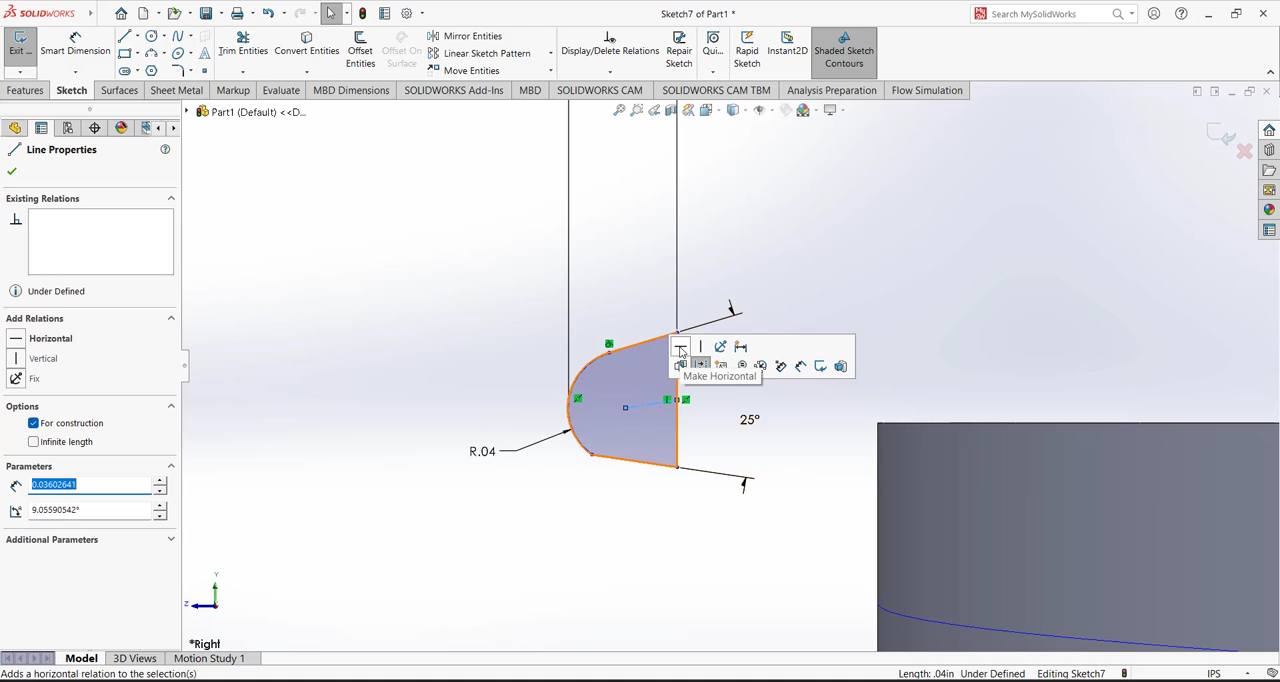 SOLIDWORKS
Sketch7 of Part1 *
Search MySolidWorks
Exit ...
Smart Dimension
Trim Entities
Convert Entities
Offset Entities
Offset On Surface
Mirror Entities
Linear Sketch Pattern
Move Entities
Display/Delete Relations
Repair Sketch
Qui...
Rapid Sketch
Instant2D
Shaded Sketch Contours
Features
Sketch
Surfaces
Sheet Metal
Markup
Evaluate
MBD Dimensions
SOLIDWORKS Add-Ins
MBD
SOLIDWORKS CAM
SOLIDWORKS CAM TBM
Analysis Preparation
Flow Simulation
Part1 (Default) <<D...
Line Properties
Existing Relations
Under Defined
Add Relations
Horizontal
Vertical
Fix
Options
For construction
Infinite length
Parameters
0.03602641
9.05590542°
Additional Parameters
Make Horizontal
25°
R.04
Y
Z
*Right
Model
3D Views
Motion Study 1
Adds a horizontal relation to the selection(s)
Length: .04in
Under Defined
Editing Sketch7
IPS